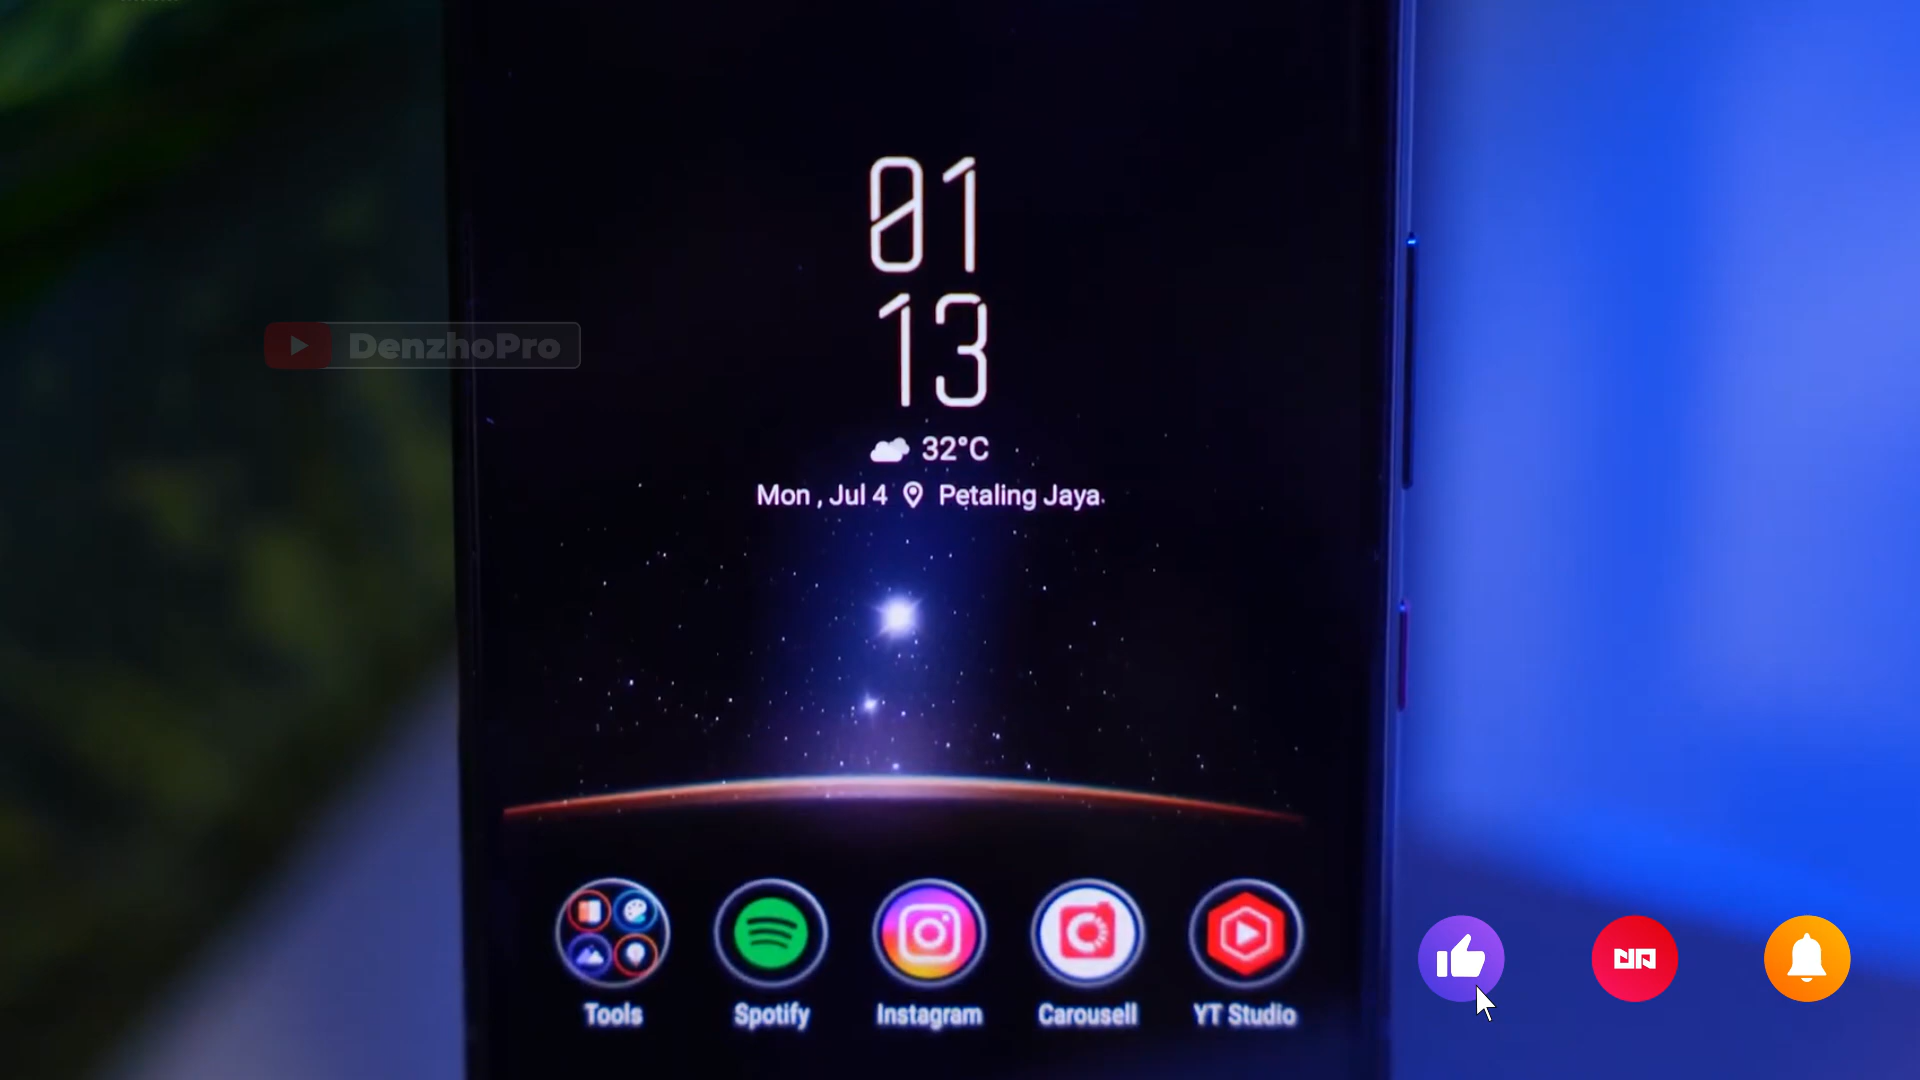 01
13
DenzhoPro
32°C
Mon , Jul 4 Petaling Jaya
Tools Spotify Instagram Carousell YT Studio